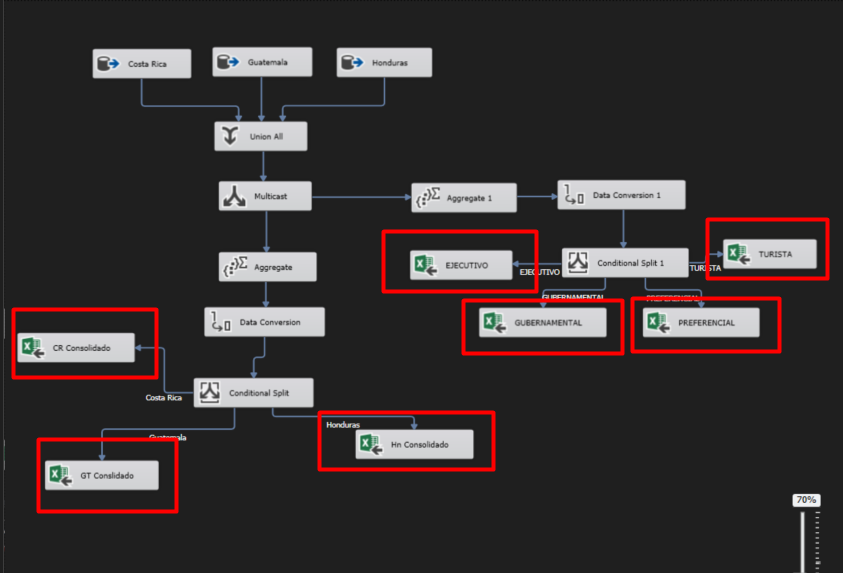 Costa Rica
Guatemala
Honduras
Union All
Multicast
Aggregate 1
Data Conversion 1
EJECUTIVO
EJECUTIVO
Conditional Split 1
TURISTA
TURISTA
GUBERNAMENTAL
PREFERENCIAL
GUBERNAMENTAL
PREFERENCIAL
Aggregate
Data Conversion
CR Consolidado
Conditional Split
Costa Rica
Guatemala
Honduras
Hn Consolidado
GT Conslidado
70%